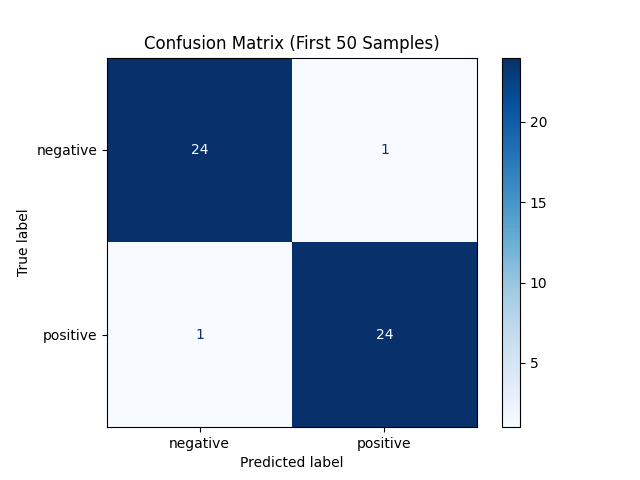 Confusion Matrix (First 50 Samples)
negative
24
1
20
15
True label
10
positive
1
24
5
negative
positive
Predicted label